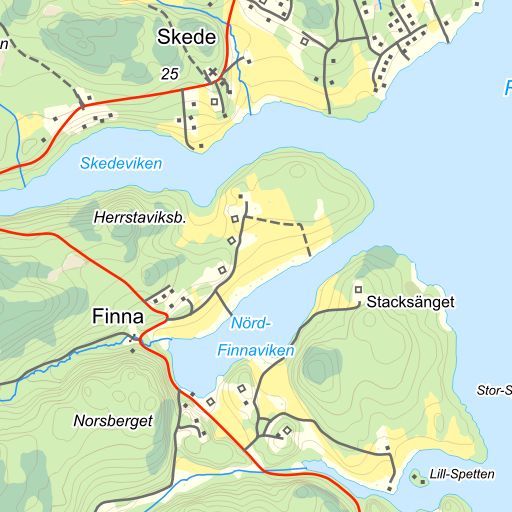 Skede
25
n
F
Skedeviken
Herrstaviksb.
Stacksänget
Finna
Nörd-
Finnaviken
Stor-S
Norsberget
Lill-Spetten